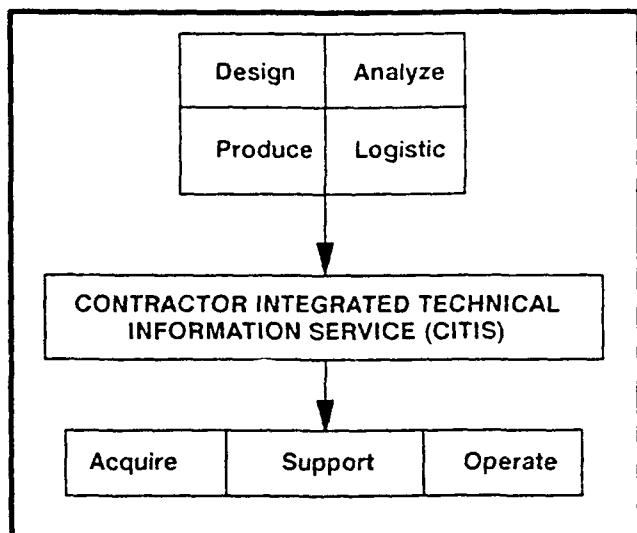 Design Analyze
Produce Logistic
CONTRACTOR INTEGRATED TECHNICAL
INFORMATION SERVICE (CITIS)
Acquire Support Operate